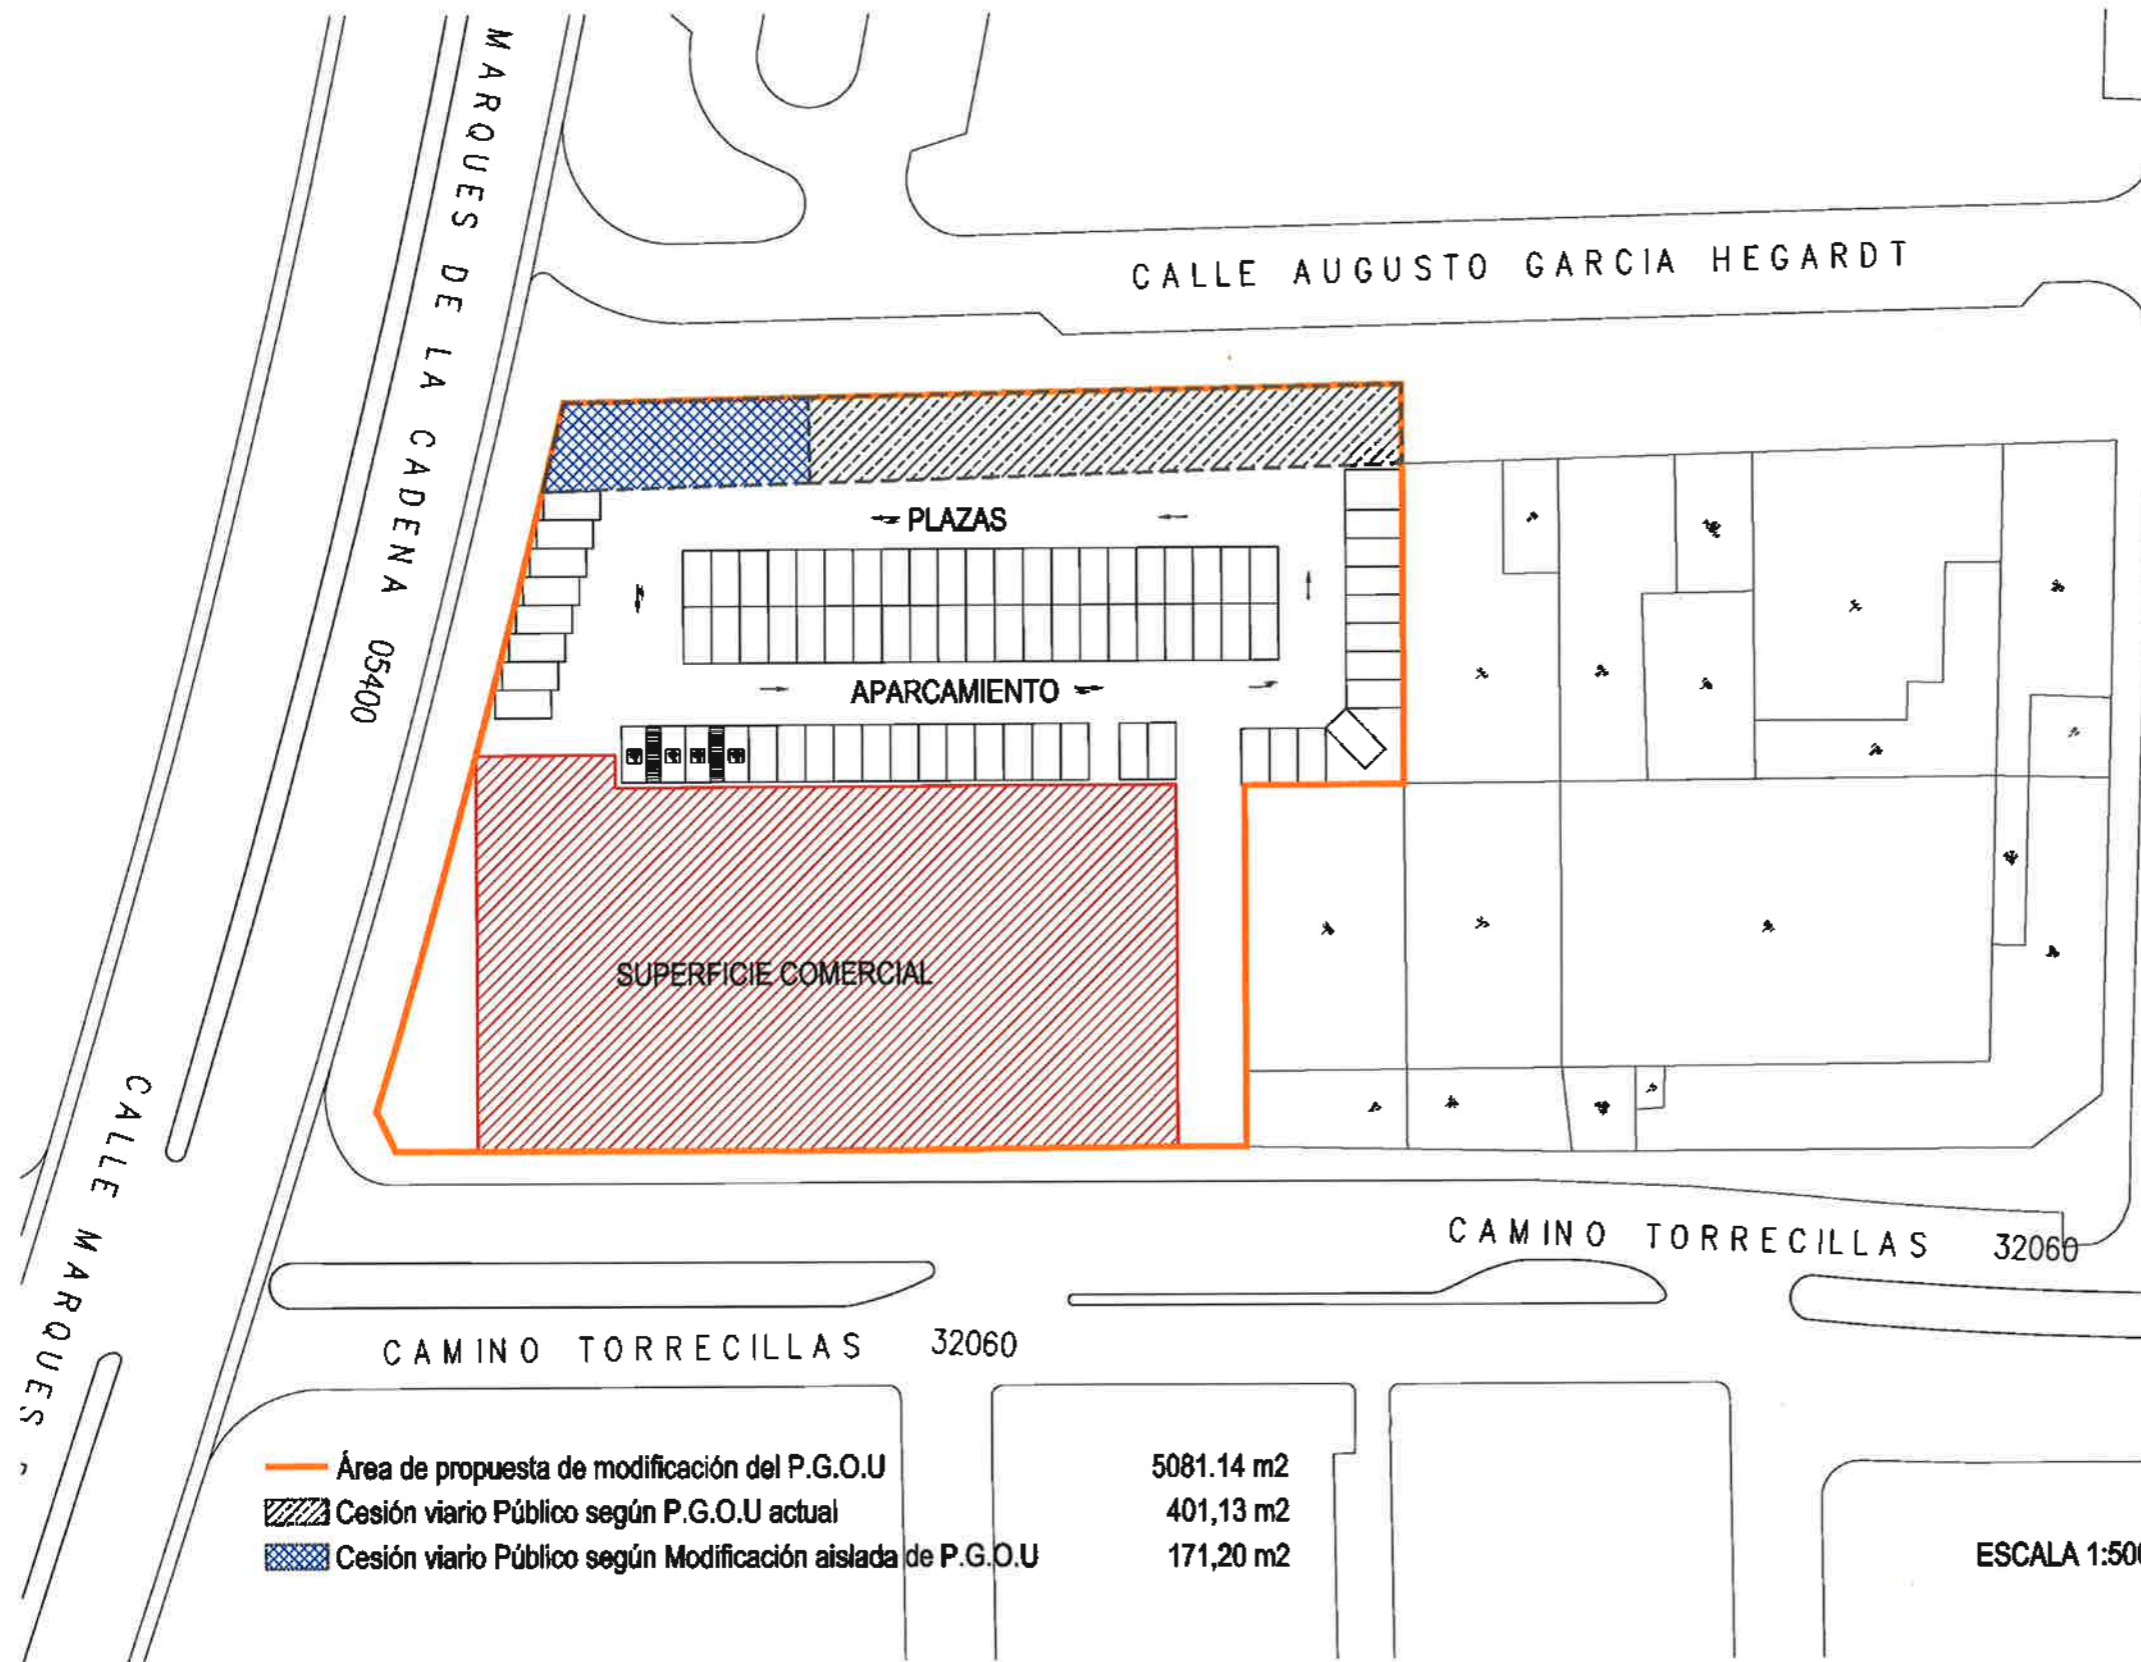 MARQUES DE LA CADENA 05400
CALLE AUGUSTO GARCIA HEGARDT
PLAZAS
APARCAMIENTO
SUPERFICIE COMERCIAL
CALLE MARQUES
CAMINO TORRECILLAS 32060
CAMINO TORRECILLAS 32060
Área de propuesta de modificación del P.G.O.U 5081.14 m2
Cesión viario Público según P.G.O.U actual 401,13 m2
Cesión viario Público según Modificación aislada de P.G.O.U 171,20 m2
ESCALA 1:500